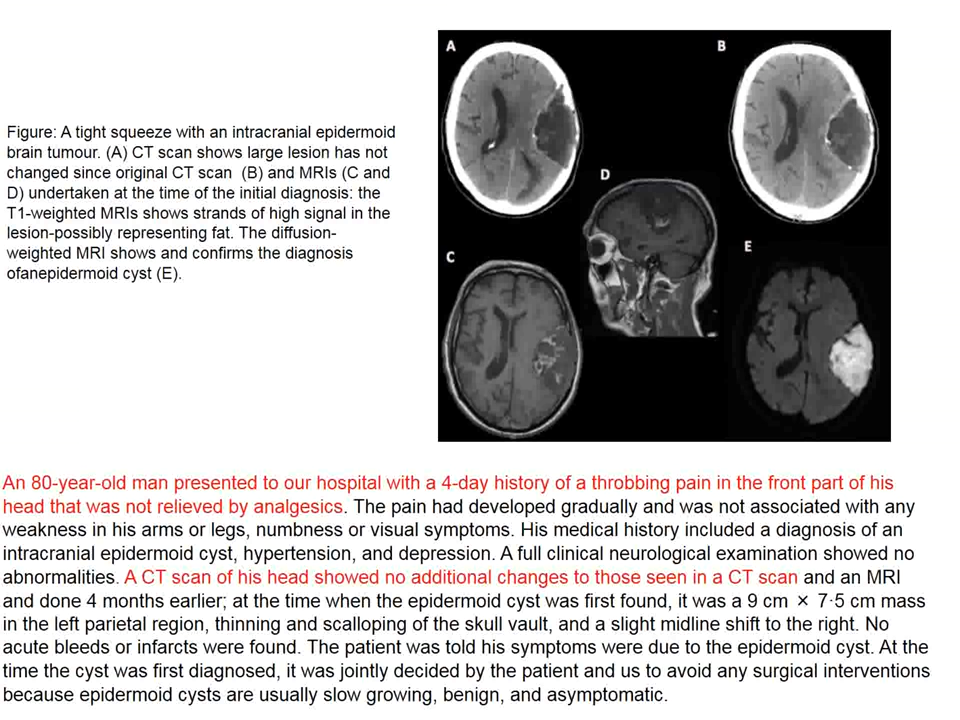 A
B
Figure: A tight squeeze with an intracranial epidermoid
brain tumour. (A) CT scan shows large lesion has not
changed since original CT scan  (B) and MRIs (C and
D) undertaken at the time of the initial diagnosis: the
T1-weighted MRIs shows strands of high signal in the
lesion-possibly representing fat. The diffusion-
weighted MRI shows and confirms the diagnosis
ofanepidermoid cyst (E).
D
C
E
An 80-year-old man presented to our hospital with a 4-day history of a throbbing pain in the front part of his
head that was not relieved by analgesics. The pain had developed gradually and was not associated with any
weakness in his arms or legs, numbness or visual symptoms. His medical history included a diagnosis of an
intracranial epidermoid cyst, hypertension, and depression. A full clinical neurological examination showed no
abnormalities. A CT scan of his head showed no additional changes to those seen in a CT scan and an MRI
and done 4 months earlier; at the time when the epidermoid cyst was first found, it was a 9 cm × 7·5 cm mass
in the left parietal region, thinning and scalloping of the skull vault, and a slight midline shift to the right. No
acute bleeds or infarcts were found. The patient was told his symptoms were due to the epidermoid cyst. At the
time the cyst was first diagnosed, it was jointly decided by the patient and us to avoid any surgical interventions
because epidermoid cysts are usually slow growing, benign, and asymptomatic.